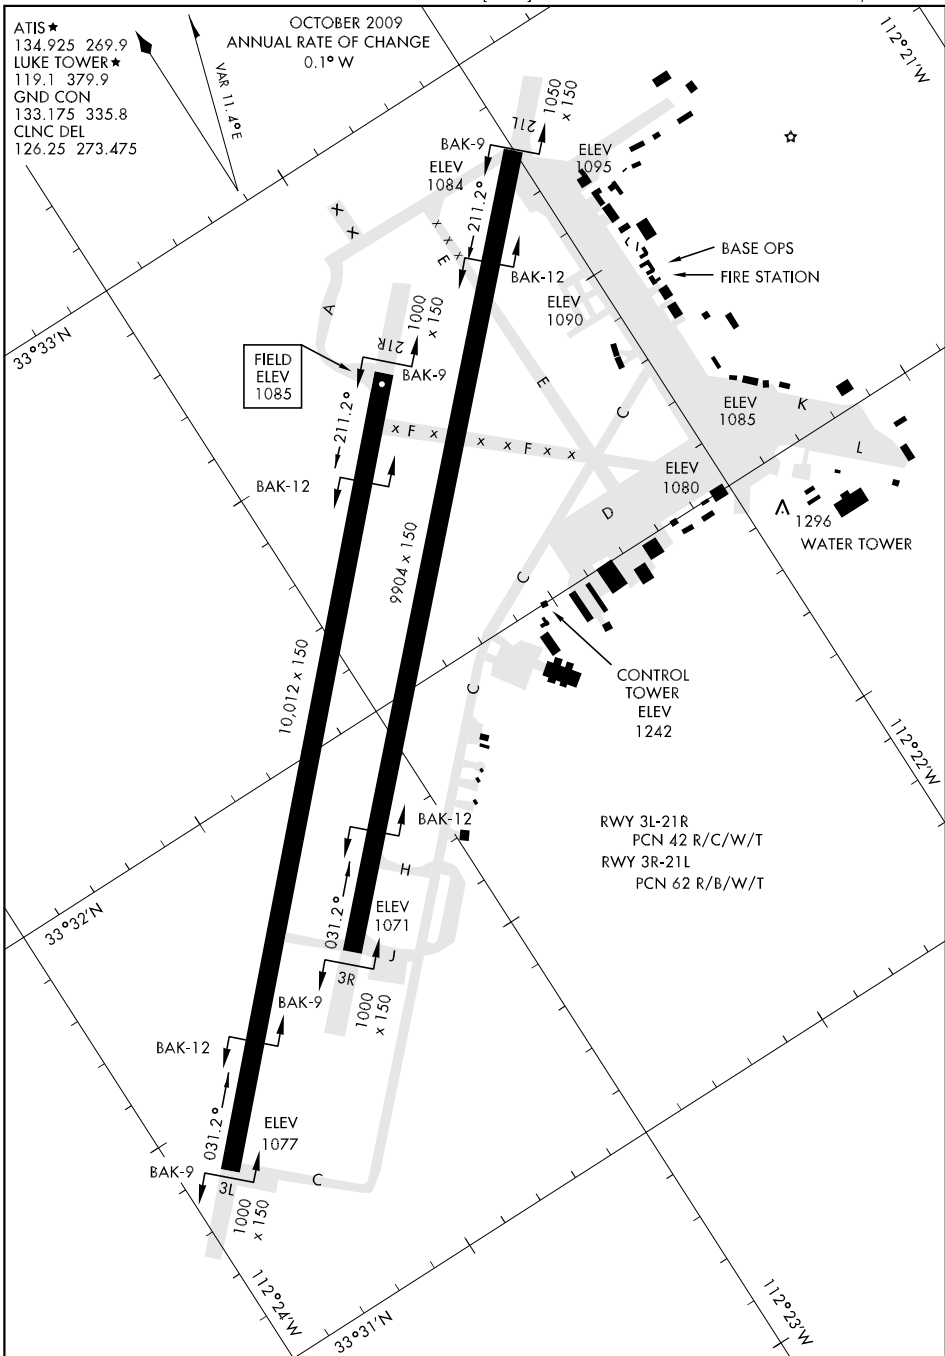 ATIS★
134.925 269.9
LUKE TOWER★
119.1 379.9
GND CON
133.175 335.8
CLNC DEL
126.25 273.475
VAR 11.4°E
OCTOBER 2009
ANNUAL RATE OF CHANGE
0.1° W
112°21'W
21L
1050
x 150
BAK-9
ELEV
1084
211.2°
ELEV
1095
X
X
x
x
x
E
BAK-12
ELEV
1090
BASE OPS
FIRE STATION
A
33°33'N
FIELD
ELEV
1085
21R
1000
x 150
BAK-9
211.2°
E
C
x F x x x F x x
ELEV
1085
K
L
BAK-12
ELEV
1080
D
1296
WATER TOWER
9904 x 150
C
10,012 x 150
CONTROL
TOWER
ELEV
1242
C
112°22'W
BAK-12
RWY 3L-21R
PCN 42 R/C/W/T
RWY 3R-21L
PCN 62 R/B/W/T
H
33°32'N
031.2°
ELEV
1071
J
3R
1000
x 150
BAK-9
BAK-12
031.2°
ELEV
1077
BAK-9
3L
C
1000
x 150
112°24'W
33°31'N
112°23'W